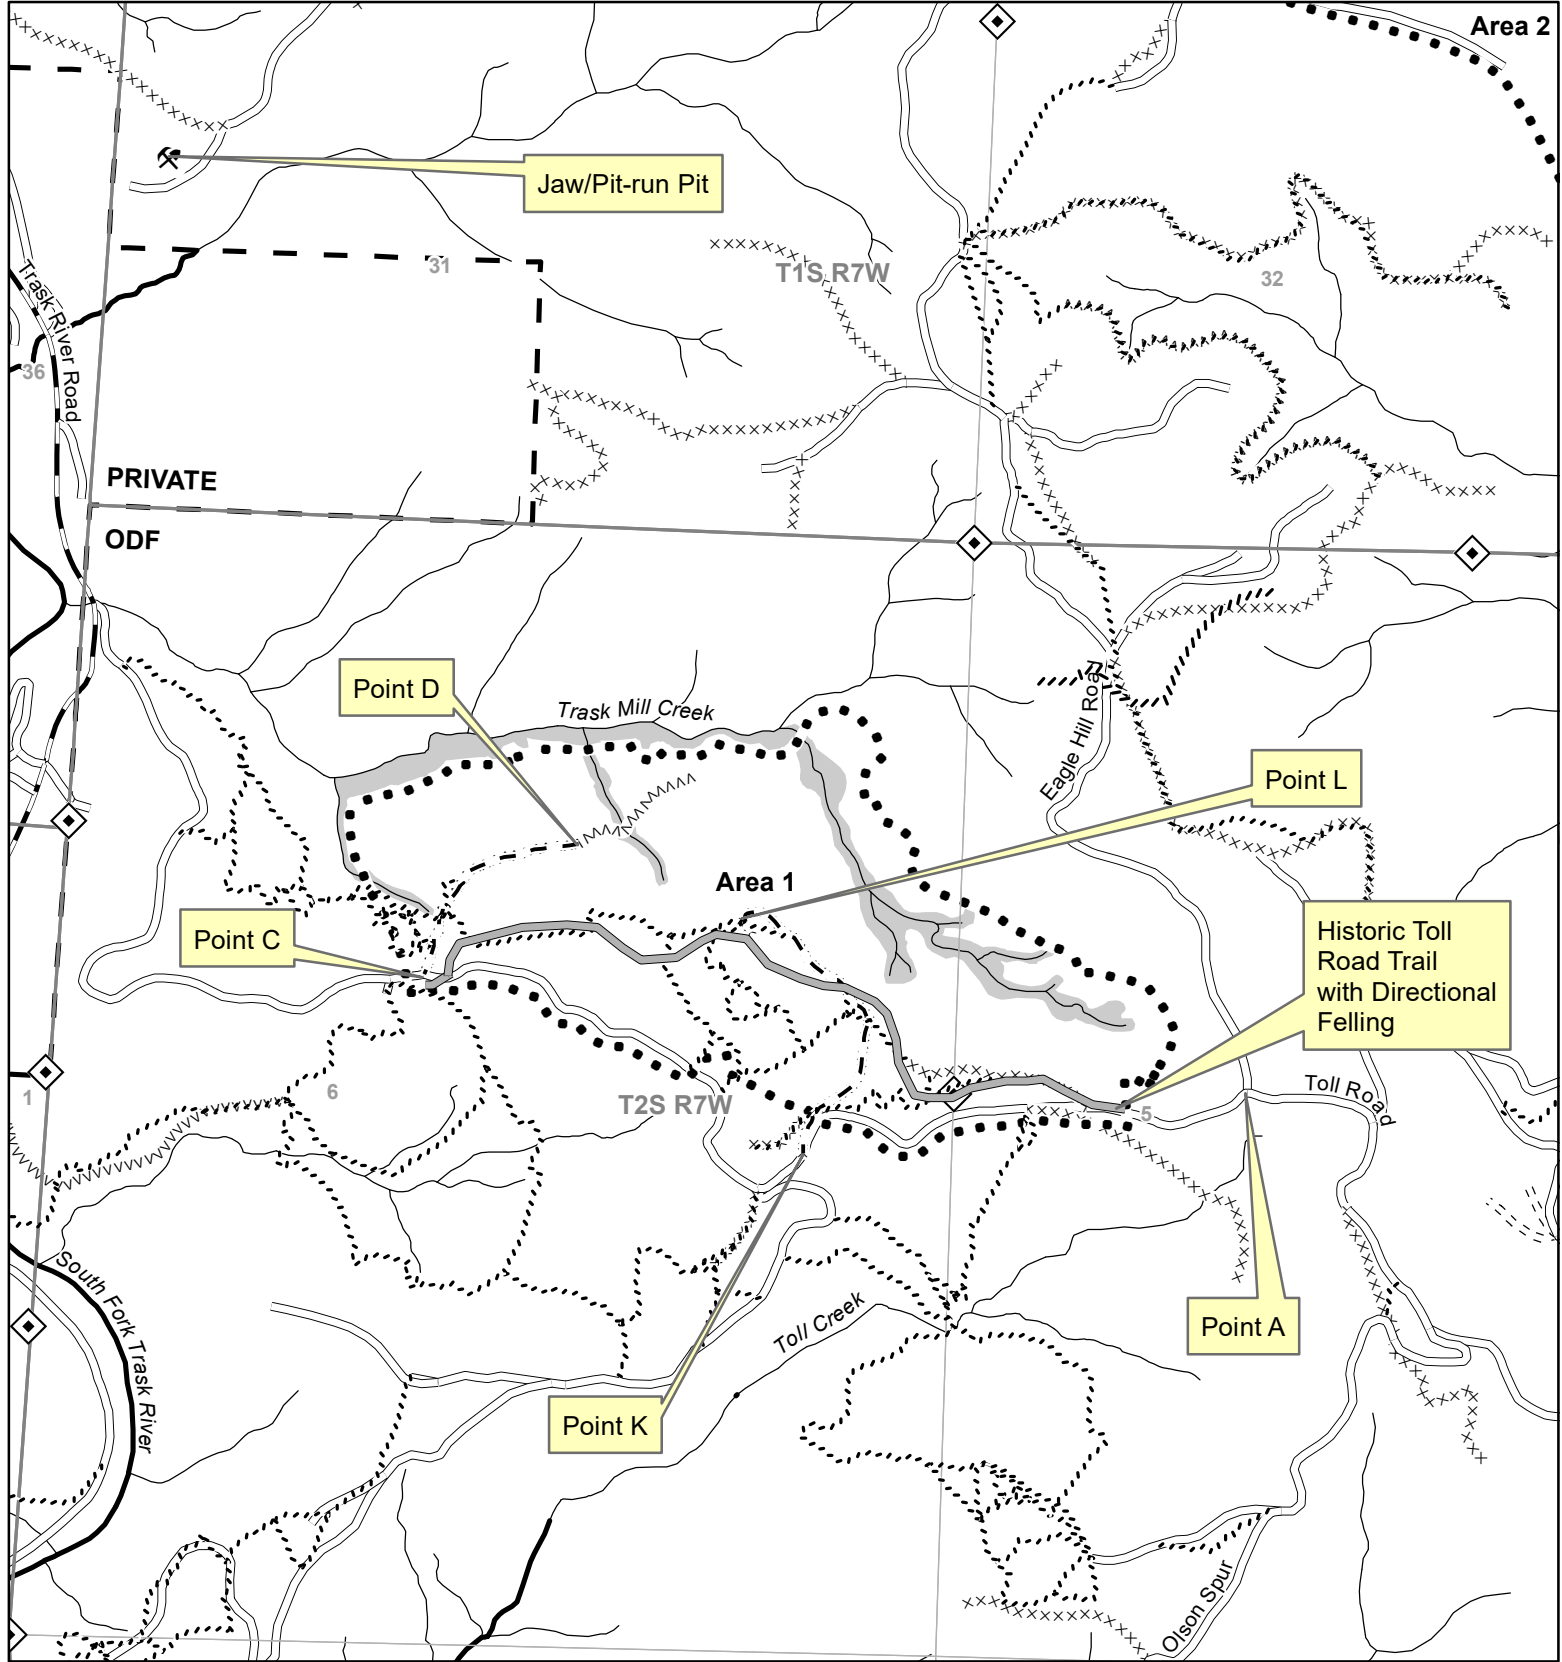 Area 2
Jaw/Pit-run Pit
31
T1S R7W
32
Trask River Road
36
PRIVATE
ODF
Point D
Trask Mill Creek
Eagle Hill Road
Point L
Area 1
Point C
Historic Toll
Road Trail
with Directional
Felling
1
6
T2S R7W
5
Toll Road
South Fork Trask River
Toll Creek
Point A
Point K
Olson Spur